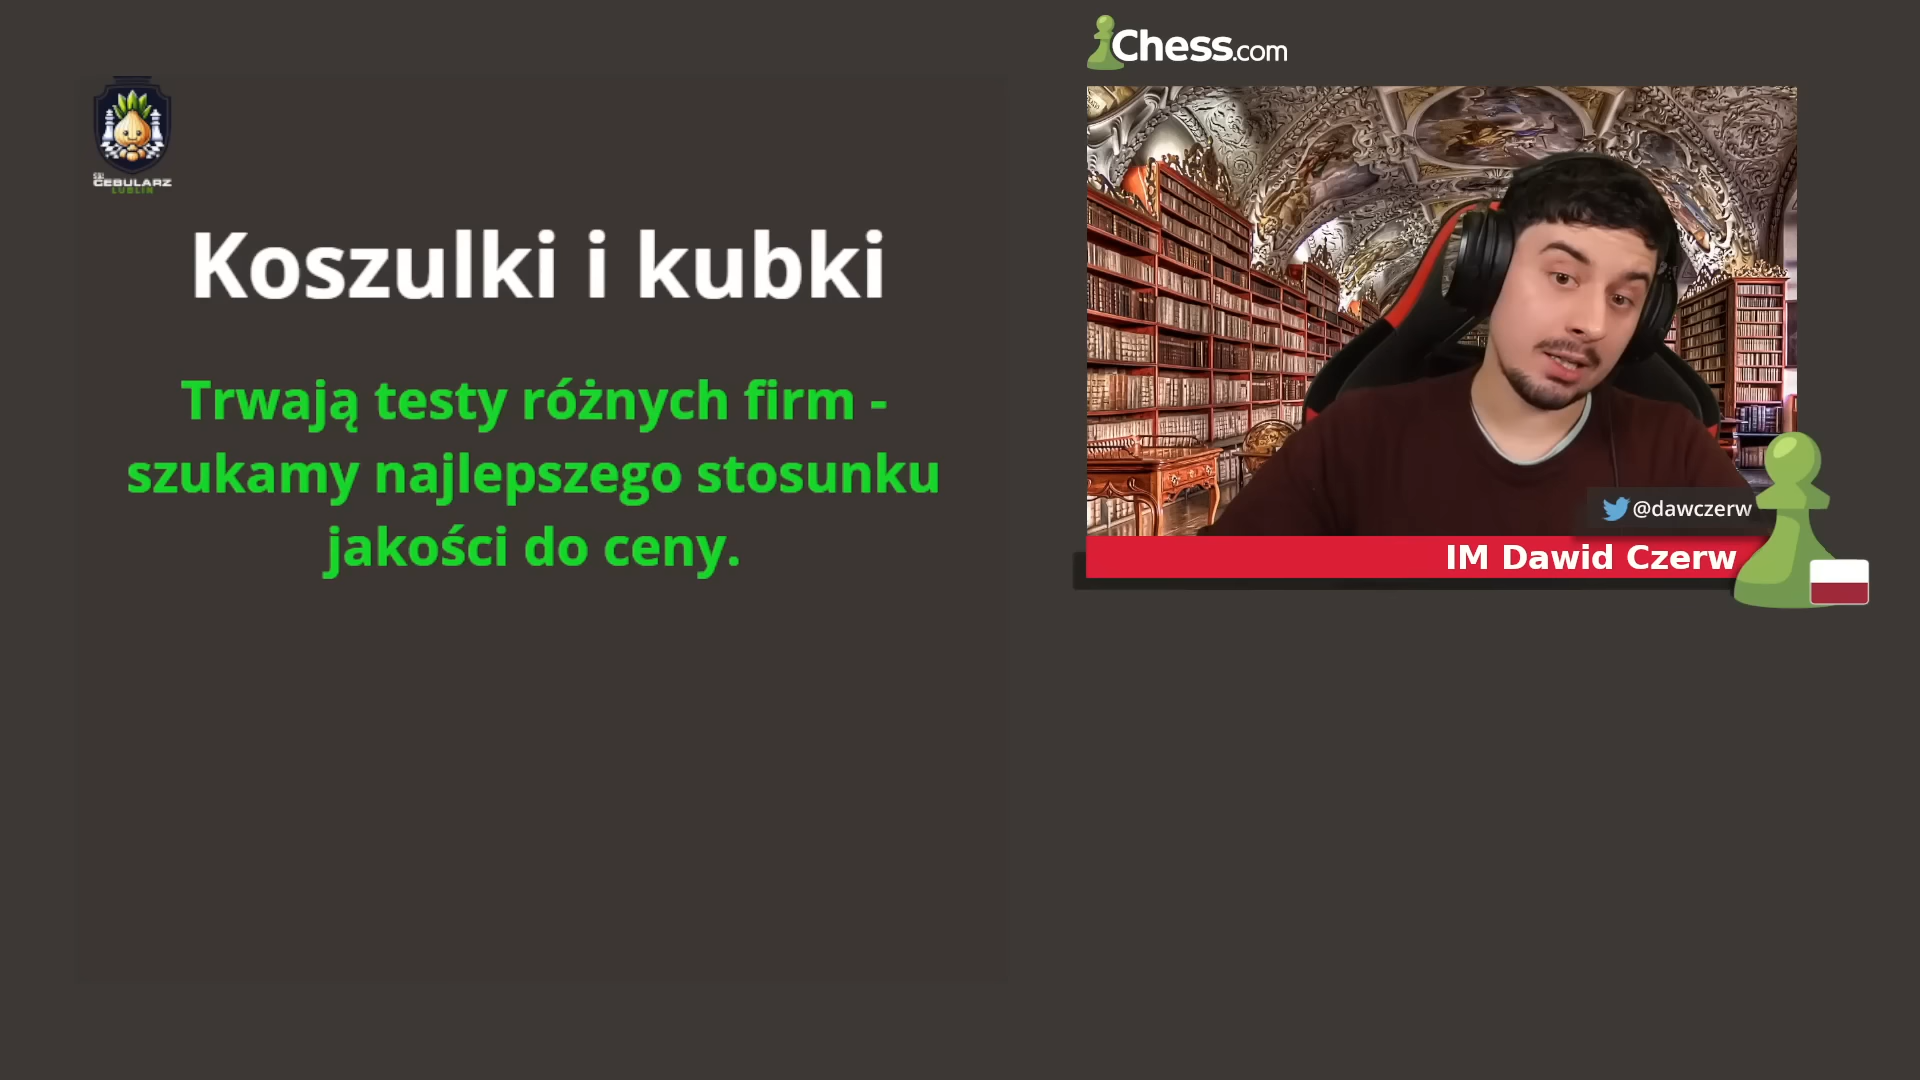 Chess.com
CEBULARZ
LUBLIN
Koszulki i kubki
Trwają testy różnych firm -
szukamy najlepszego stosunku
jakości do ceny.
@dawczerw
IM Dawid Czerw